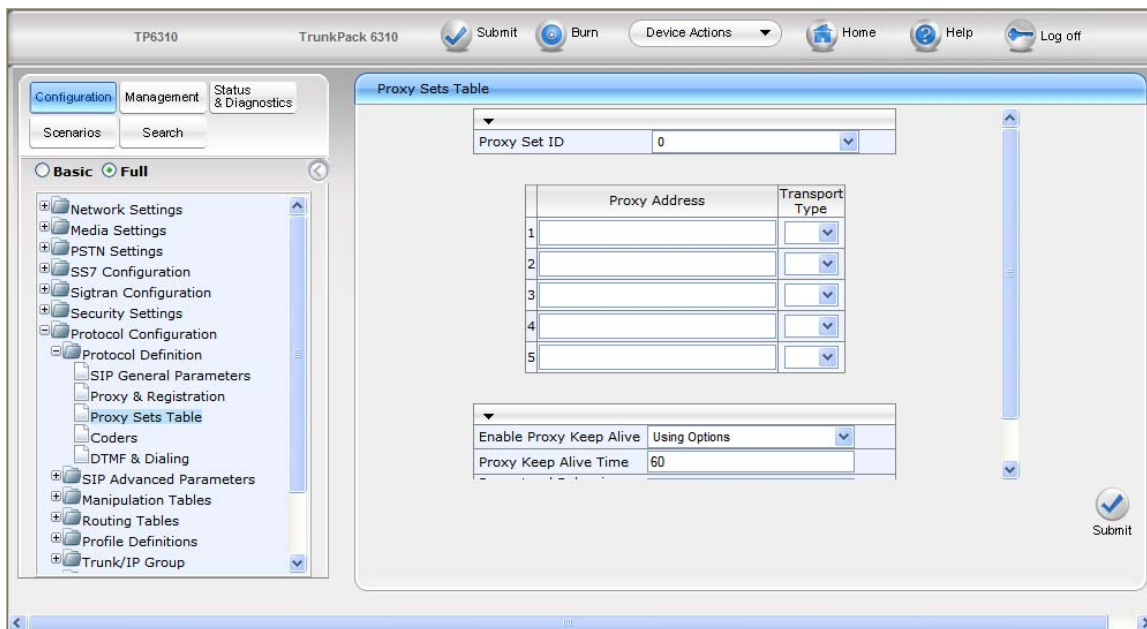 TP6310 TrunkPack 6310 Submit Burn Device Actions Home Help Log off
Configuration Management Status & Diagnostics
Scenarios Search
Basic Full
Network Settings
Media Settings
PSTN Settings
SS7 Configuration
Sigtran Configuration
Security Settings
Protocol Configuration
Protocol Definition
SIP General Parameters
Proxy & Registration
Proxy Sets Table
Coders
DTMF & Dialing
SIP Advanced Parameters
Manipulation Tables
Routing Tables
Profile Definitions
Trunk/IP Group
Proxy Sets Table
Proxy Set ID 0
Proxy Address Transport Type
1
2
3
4
5
Enable Proxy Keep Alive Using Options
Proxy Keep Alive Time 60
Submit